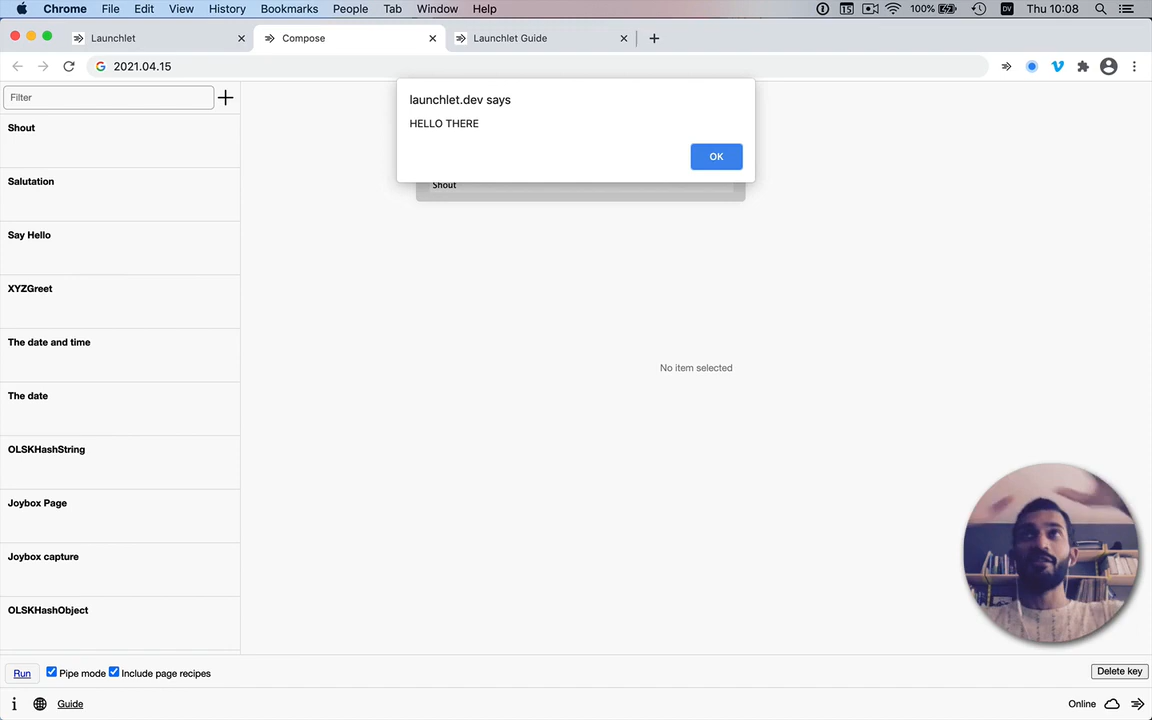 Chrome File Edit View History Bookmarks People Tab Window Help 15 100% DV Thu 10:08
Launchlet Compose Launchlet Guide
2021.04.15
Filter
launchlet.dev says
HELLO THERE
OK
Shout
Shout
Salutation
Say Hello
XYZGreet
The date and time
No item selected
The date
OLSKHashString
Joybox Page
Joybox capture
OLSKHashObject
Run Pipe mode Include page recipes Delete key
Guide Online